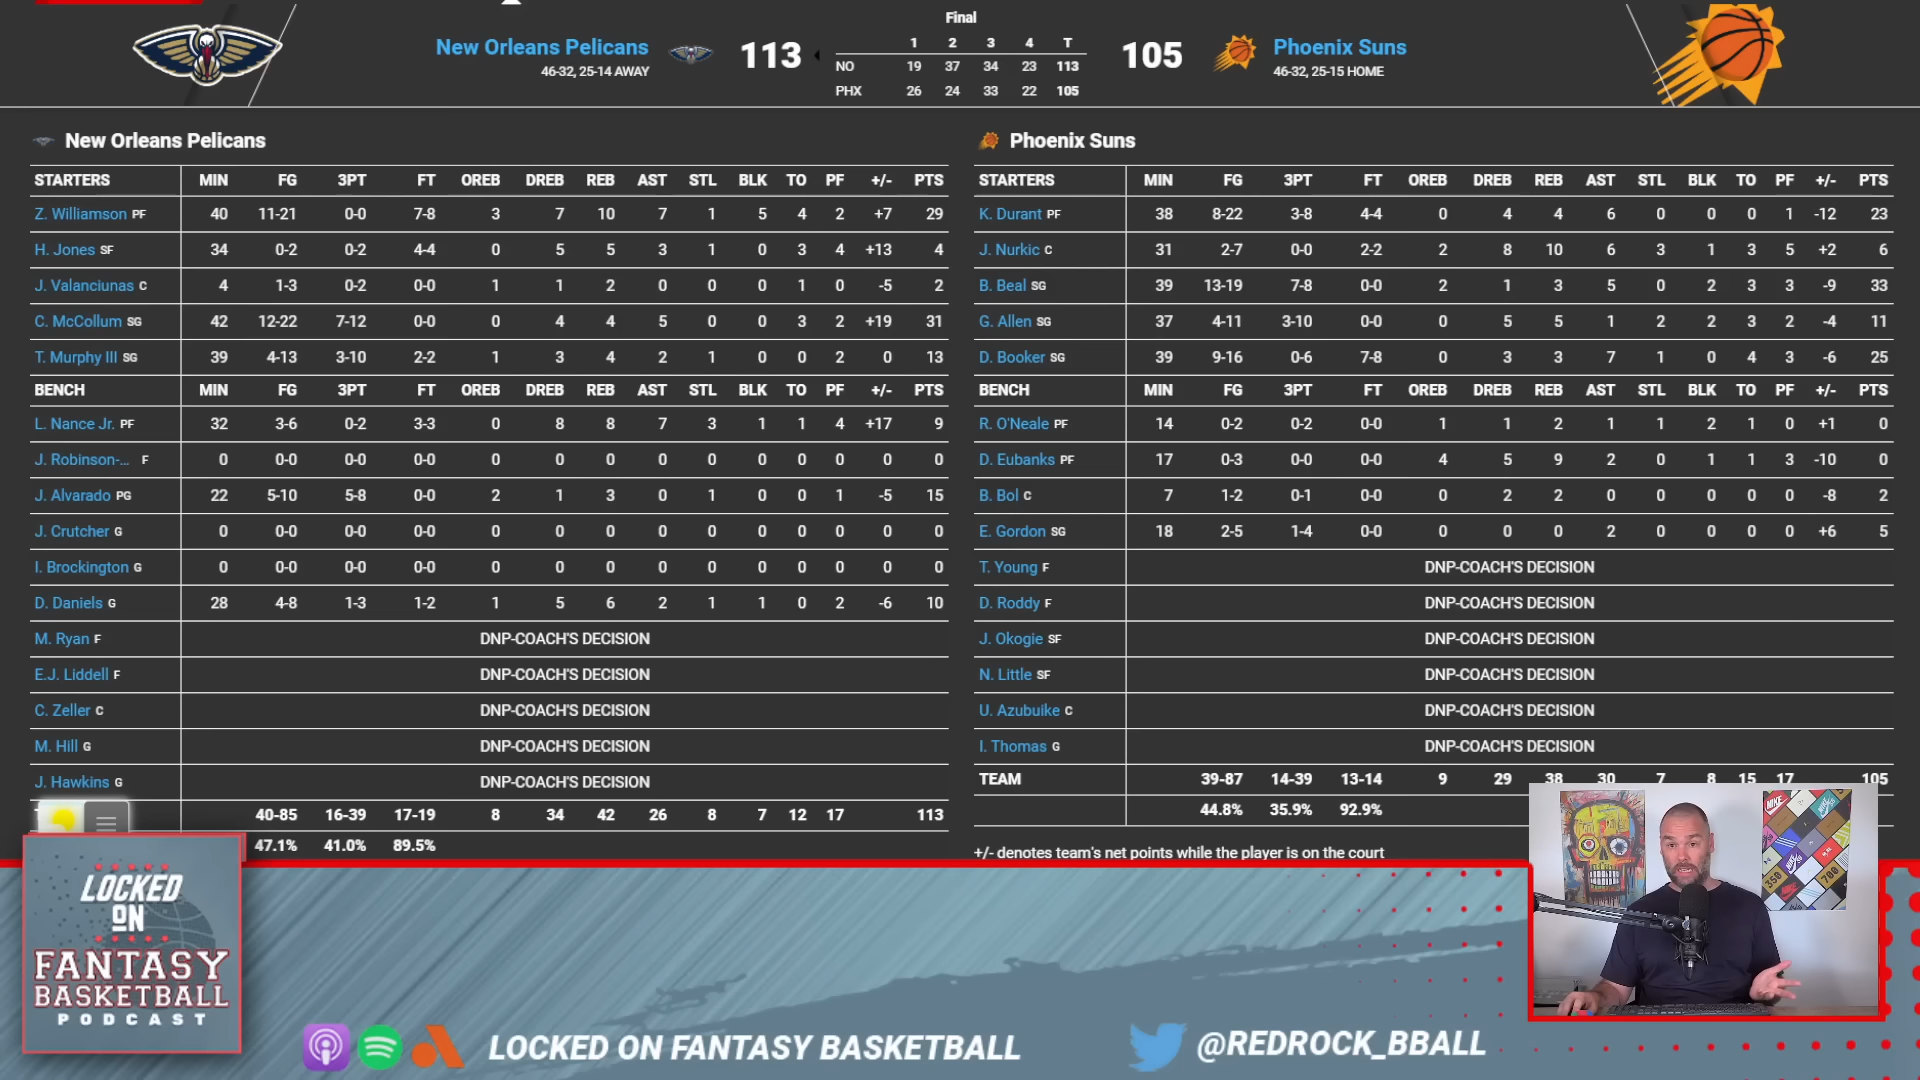 Final
New Orleans Pelicans 113 1 2 3 4 T 105 Phoenix Suns
46-32, 25-14 AWAY NO 19 37 34 23 113 46-32, 25-15 HOME
PHX 26 24 33 22 105
New Orleans Pelicans
STARTERS MIN FG 3PT FT OREB DREB REB AST STL BLK TO PF +/- PTS
Z. Williamson PF 40 11-21 0-0 7-8 3 7 10 7 1 5 4 2 +7 29
H. Jones SF 34 0-2 0-2 4-4 0 5 5 3 1 0 3 4 +13 4
J. Valanciunas C 4 1-3 0-2 0-0 1 1 2 0 0 0 1 0 -5 2
C. McCollum SG 42 12-22 7-12 0-0 0 4 4 5 0 0 3 2 +19 31
T. Murphy III SG 39 4-13 3-10 2-2 1 3 4 2 1 0 0 2 0 13
BENCH MIN FG 3PT FT OREB DREB REB AST STL BLK TO PF +/- PTS
L. Nance Jr. PF 32 3-6 0-2 3-3 0 8 8 7 3 1 1 4 +17 9
J. Robinson-... F 0 0-0 0-0 0-0 0 0 0 0 0 0 0 0 0 0
J. Alvarado PG 22 5-10 5-8 0-0 2 1 3 0 1 0 0 1 -5 15
J. Crutcher G 0 0-0 0-0 0-0 0 0 0 0 0 0 0 0 0 0
I. Brockington G 0 0-0 0-0 0-0 0 0 0 0 0 0 0 0 0 0
D. Daniels G 28 4-8 1-3 1-2 1 5 6 2 1 1 0 2 -6 10
M. Ryan F DNP-COACH'S DECISION
E.J. Liddell F DNP-COACH'S DECISION
C. Zeller C DNP-COACH'S DECISION
M. Hill G DNP-COACH'S DECISION
J. Hawkins G DNP-COACH'S DECISION
40-85 16-39 17-19 8 34 42 26 8 7 12 17 113
47.1% 41.0% 89.5%
Phoenix Suns
STARTERS MIN FG 3PT FT OREB DREB REB AST STL BLK TO PF +/- PTS
K. Durant PF 38 8-22 3-8 4-4 0 4 4 6 0 0 0 1 -12 23
J. Nurkic C 31 2-7 0-0 2-2 2 8 10 6 3 1 3 5 +2 6
B. Beal SG 39 13-19 7-8 0-0 2 1 3 5 0 2 3 3 -9 33
G. Allen SG 37 4-11 3-10 0-0 0 5 5 1 2 2 3 2 -4 11
D. Booker SG 39 9-16 0-6 7-8 0 3 3 7 1 0 4 3 -6 25
BENCH MIN FG 3PT FT OREB DREB REB AST STL BLK TO PF +/- PTS
R. O'Neale PF 14 0-2 0-2 0-0 1 1 2 1 1 2 1 0 +1 0
D. Eubanks PF 17 0-3 0-0 0-0 4 5 9 2 0 1 1 3 -10 0
B. Bol C 7 1-2 0-1 0-0 0 2 2 0 0 0 0 0 -8 2
E. Gordon SG 18 2-5 1-4 0-0 0 0 0 2 0 0 0 0 +6 5
T. Young F DNP-COACH'S DECISION
D. Roddy F DNP-COACH'S DECISION
J. Okogie SF DNP-COACH'S DECISION
N. Little SF DNP-COACH'S DECISION
U. Azubuike C DNP-COACH'S DECISION
I. Thomas G DNP-COACH'S DECISION
TEAM 39-87 14-39 13-14 9 29 38 30 7 8 15 17 105
44.8% 35.9% 92.9%
+/- denotes team's net points while the player is on the court
NIKE
NIKE
350
700
LOCKED
ON
FANTASY
BASKETBALL
PODCAST
LOCKED ON FANTASY BASKETBALL
@REDROCK_BBALL